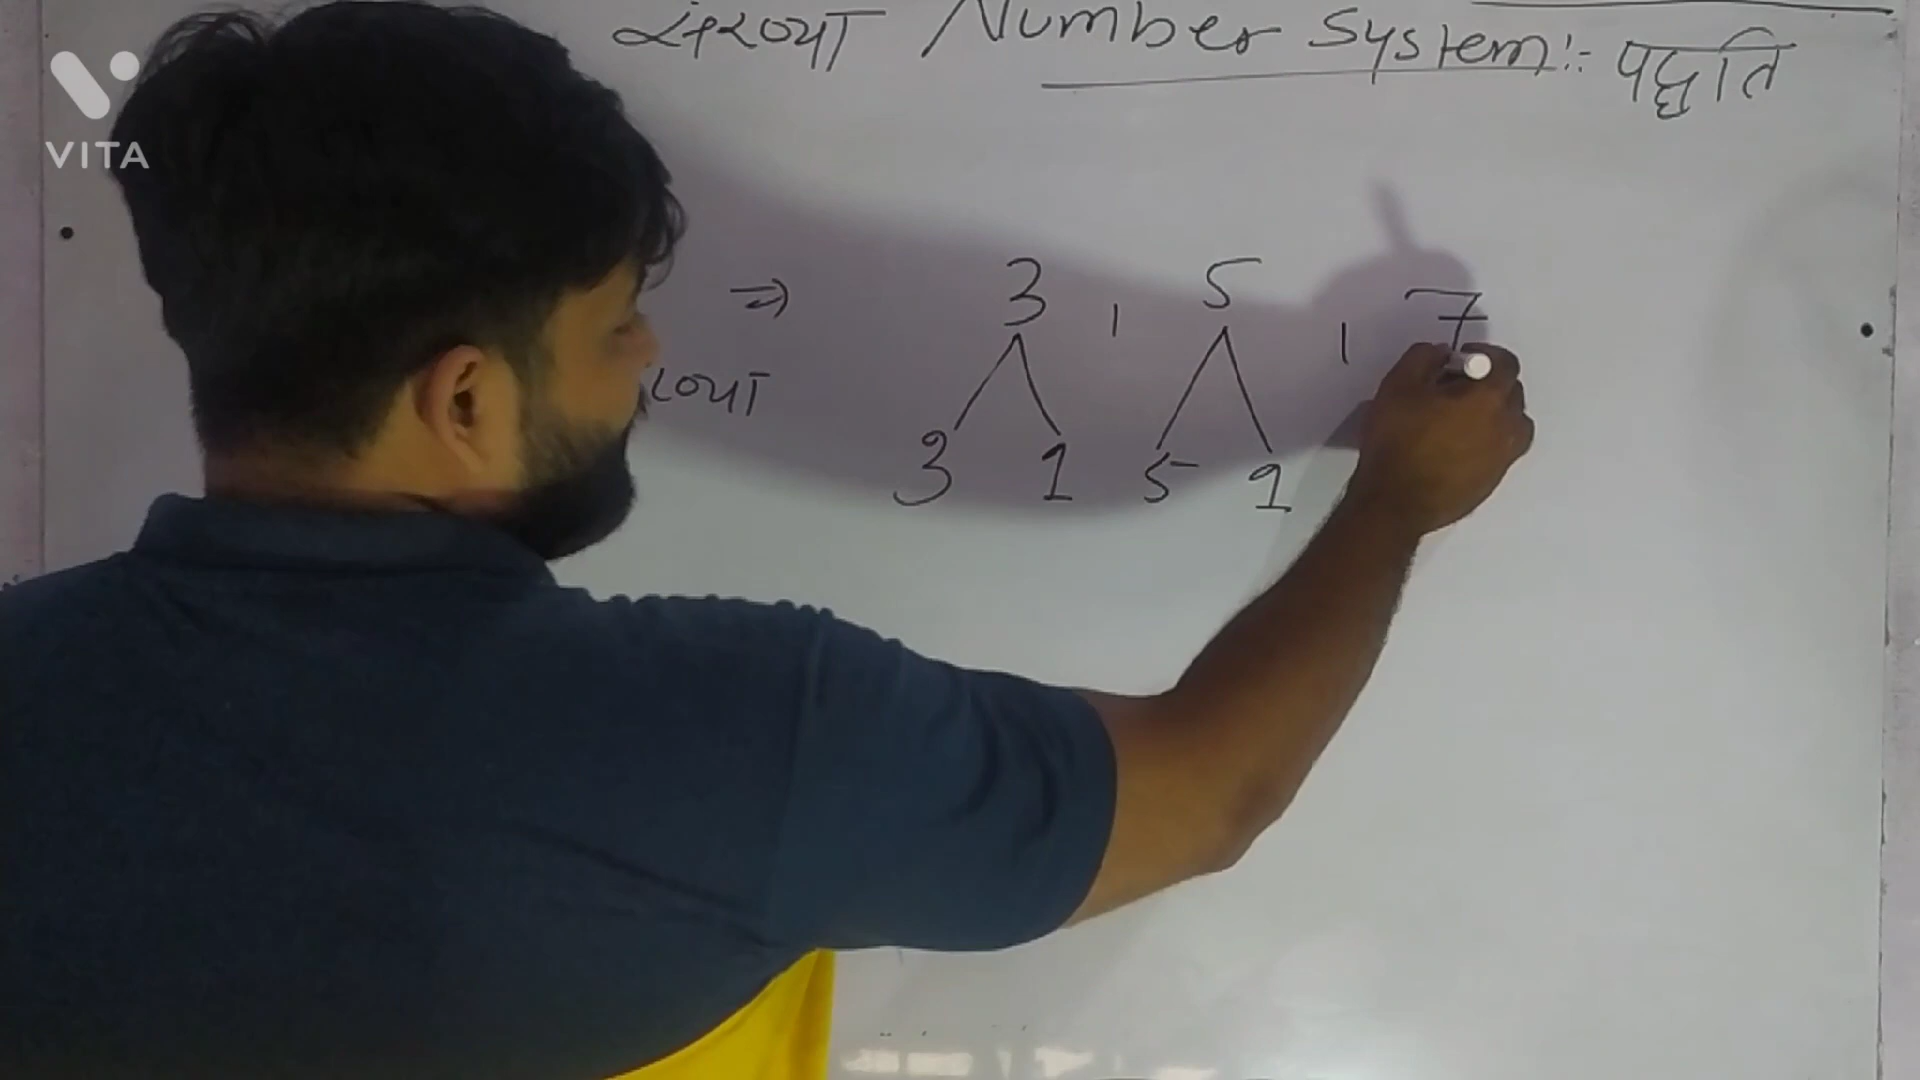 VITA
संख्या Number System:- पद्धति
⇒ 3 , 5 , 7
ख्या
3 1 5 1